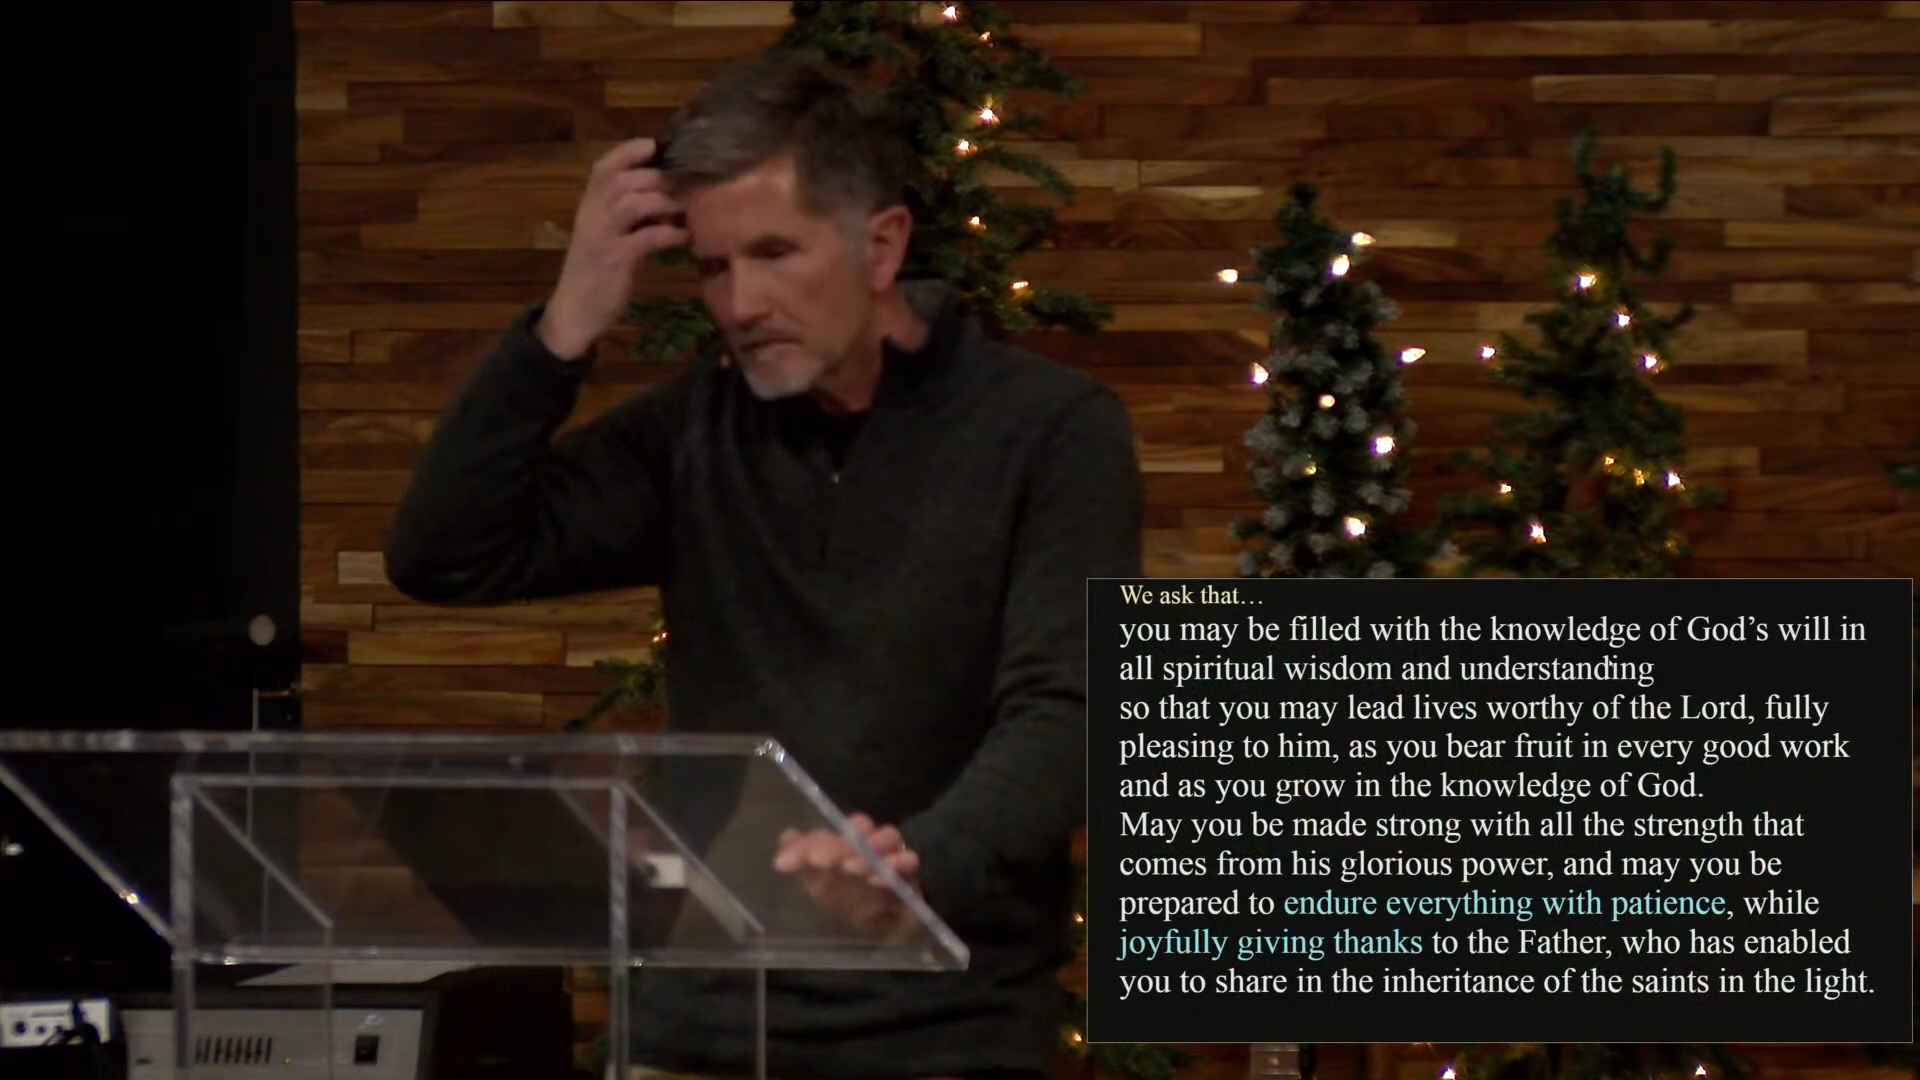 We ask that…
you may be filled with the knowledge of God’s will in
all spiritual wisdom and understanding
so that you may lead lives worthy of the Lord, fully
pleasing to him, as you bear fruit in every good work
and as you grow in the knowledge of God.
May you be made strong with all the strength that
comes from his glorious power, and may you be
prepared to endure everything with patience, while
joyfully giving thanks to the Father, who has enabled
you to share in the inheritance of the saints in the light.